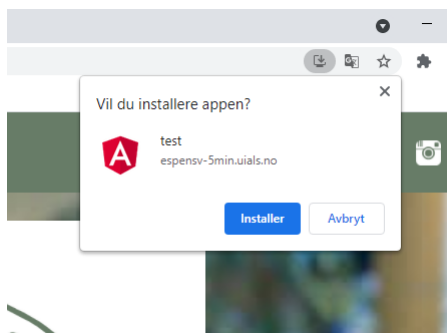 Vil du installere appen?
test
espensv-5min.uials.no
Installer
Avbryt